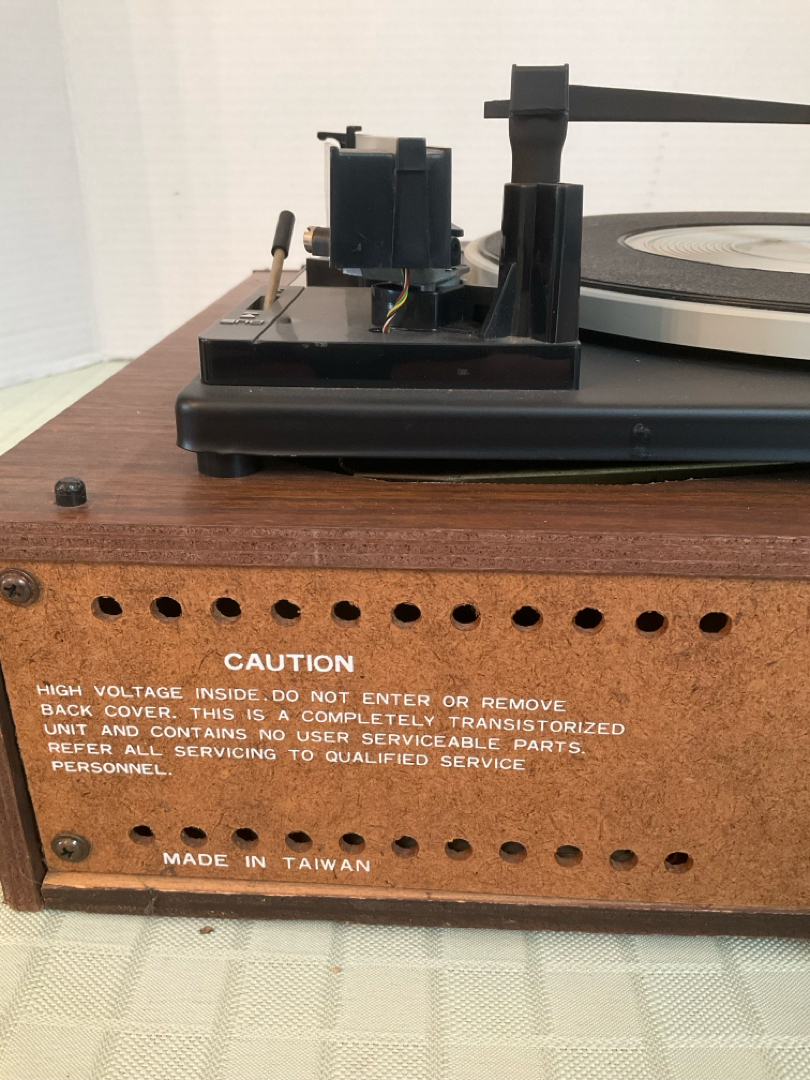 CAUTION
HIGH VOLTAGE INSIDE. DO NOT ENTER OR REMOVE
BACK COVER. THIS IS A COMPLETELY TRANSISTORIZED
UNIT AND CONTAINS NO USER SERVICEABLE PARTS.
REFER ALL SERVICING TO QUALIFIED SERVICE
PERSONNEL.
MADE IN TAIWAN